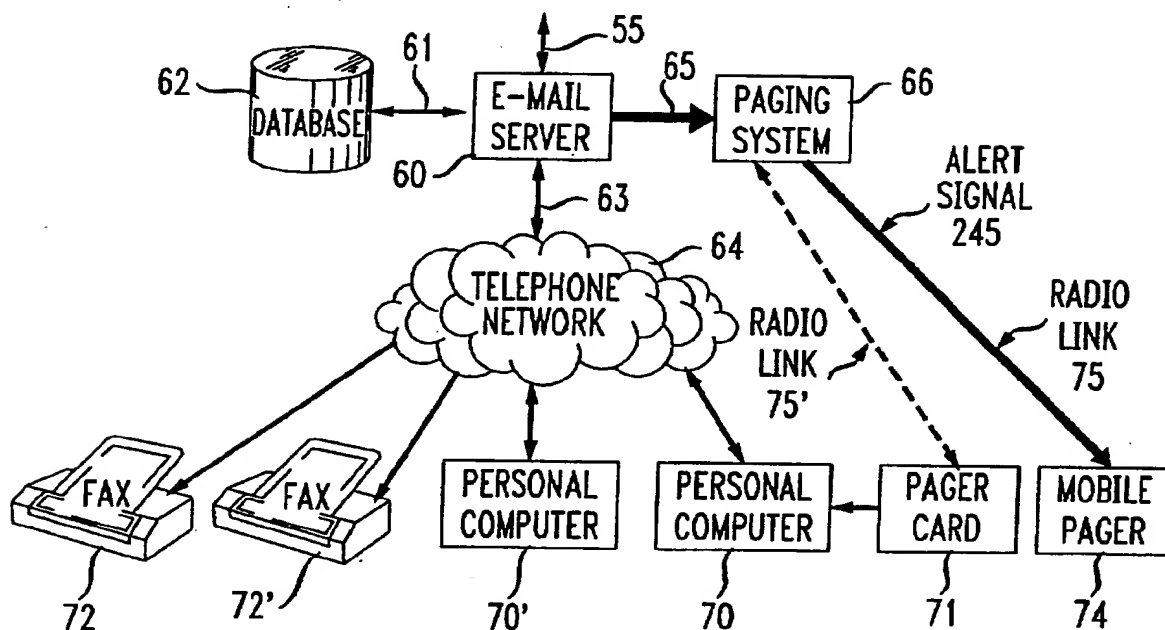 55
61
62
DATABASE
E-MAIL
SERVER
60
65
PAGING
SYSTEM
66
63
ALERT
SIGNAL
245
64
TELEPHONE
NETWORK
RADIO
LINK
75'
RADIO
LINK
75
FAX
72
FAX
72'
PERSONAL
COMPUTER
70'
PERSONAL
COMPUTER
70
PAGER
CARD
71
MOBILE
PAGER
74